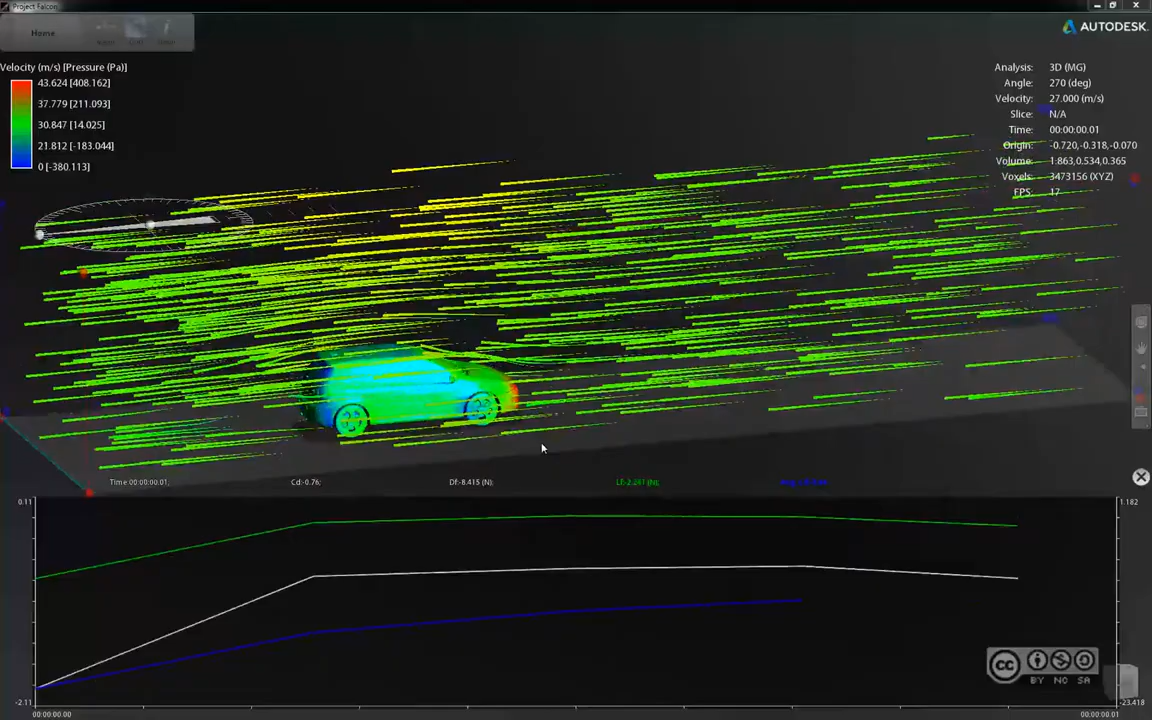 Project Falcon
Home
AUTODESK.
Velocity (m/s) [Pressure (Pa)]
43.624 [408.162]
37.779 [211.093]
30.847 [14.025]
21.812 [-183.044]
0 [-380.113]
Analysis: 3D (MG)
Angle: 270 (deg)
Velocity: 27.000 (m/s)
Slice: N/A
Time: 00:00:00.01
Origin: -0.720,-0.318,-0.070
Volume: 1.863,0.534,0.365
Voxels: 3473156 (XYZ)
FPS: 17
Time 00:00:00.01; Cd:-0.76; Df:-8.415 (N);
0.11
1.182
-2.11
-23.418
00:00:00.00
00:00:00.01
cc
BY NC SA